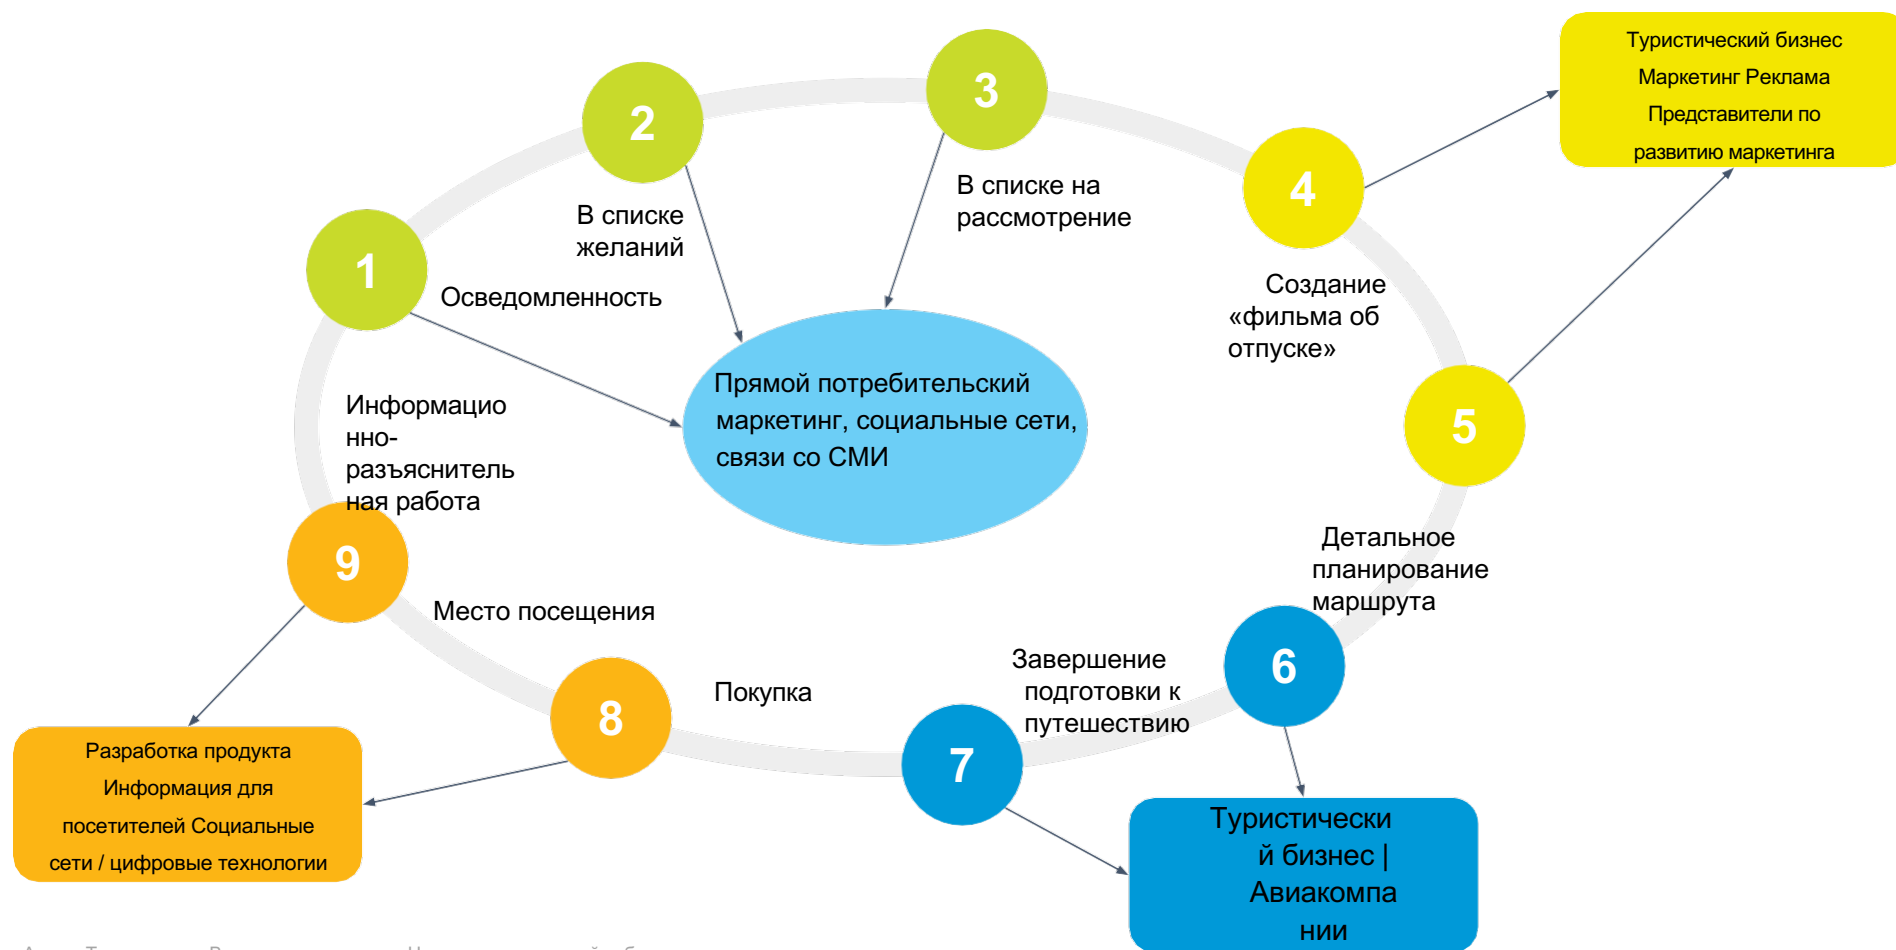 Туристический бизнес
Маркетинг Реклама
Представители по
развитию маркетинга
3
2
4
В списке на
рассмотрение
В списке
желаний
1
Осведомленность
Создание
«фильма об
отпуске»
Прямой потребительский
маркетинг, социальные сети,
связи со СМИ
5
Информацио
нно-
разъяснитель
ная работа
9
Детальное
планирование
маршрута
Место посещения
6
Завершение
подготовки к
путешествию
Покупка
8
7
Разработка продукта
Информация для
посетителей Социальные
сети / цифровые технологии
Туристически
й бизнес |
Авиакомпа
нии